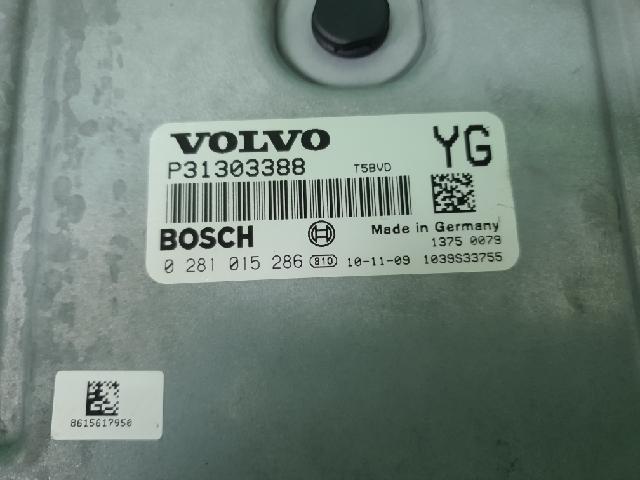 VOLVO YG
P31303388 T5BVD
BOSCH Made in Germany
1375 0079
0 281 015 286 810 10-11-09 1039S33755
8615617950